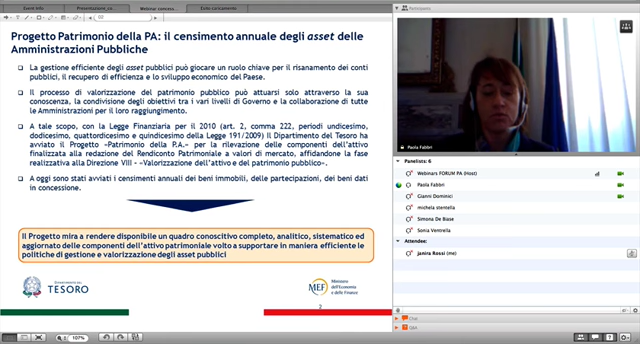 Event Info
Presentazione_co...
Webinar censime...
Esito caricamento
Progetto Patrimonio della PA: il censimento annuale degli asset delle
Amministrazioni Pubbliche
La gestione efficiente degli asset pubblici può giocare un ruolo chiave per il risanamento dei conti
pubblici, il recupero di efficienza e lo sviluppo economico del Paese.
Il processo di valorizzazione del patrimonio pubblico può attuarsi solo attraverso la sua
conoscenza, la condivisione degli obiettivi tra i vari livelli di Governo e la collaborazione di tutte
le Amministrazioni per il loro raggiungimento.
A tale scopo, con la Legge Finanziaria per il 2010 (art. 2, comma 222, periodi undicesimo,
dodicesimo, quattordicesimo e quindicesimo della Legge 191/2009) Il Dipartimento del Tesoro ha
avviato il Progetto «Patrimonio della P.A.» per la rilevazione delle componenti dell'attivo
finalizzata alla redazione del Rendiconto Patrimoniale a valori di mercato, affidandone la fase
realizzativa alla Direzione VIII - «Valorizzazione dell'attivo e del patrimonio pubblico».
A oggi sono stati avviati i censimenti annuali dei beni immobili, delle partecipazioni, dei beni dati
in concessione.
Il Progetto mira a rendere disponibile un quadro conoscitivo completo, analitico, sistematico ed
aggiornato delle componenti dell'attivo patrimoniale volto a supportare in maniera efficiente le
politiche di gestione e valorizzazione degli asset pubblici
DIPARTIMENTO DEL
TESORO
MEF
Ministero
dell'Economia
e delle Finanze
2
107%
Participants
Paola Fabbri
Panelists: 6
Webinars FORUM PA (Host)
Paola Fabbri
Gianni Dominici
michela stentella
Simona De Biase
Sonia Ventrella
Attendee:
Janira Rossi (me)
Chat
Q&A